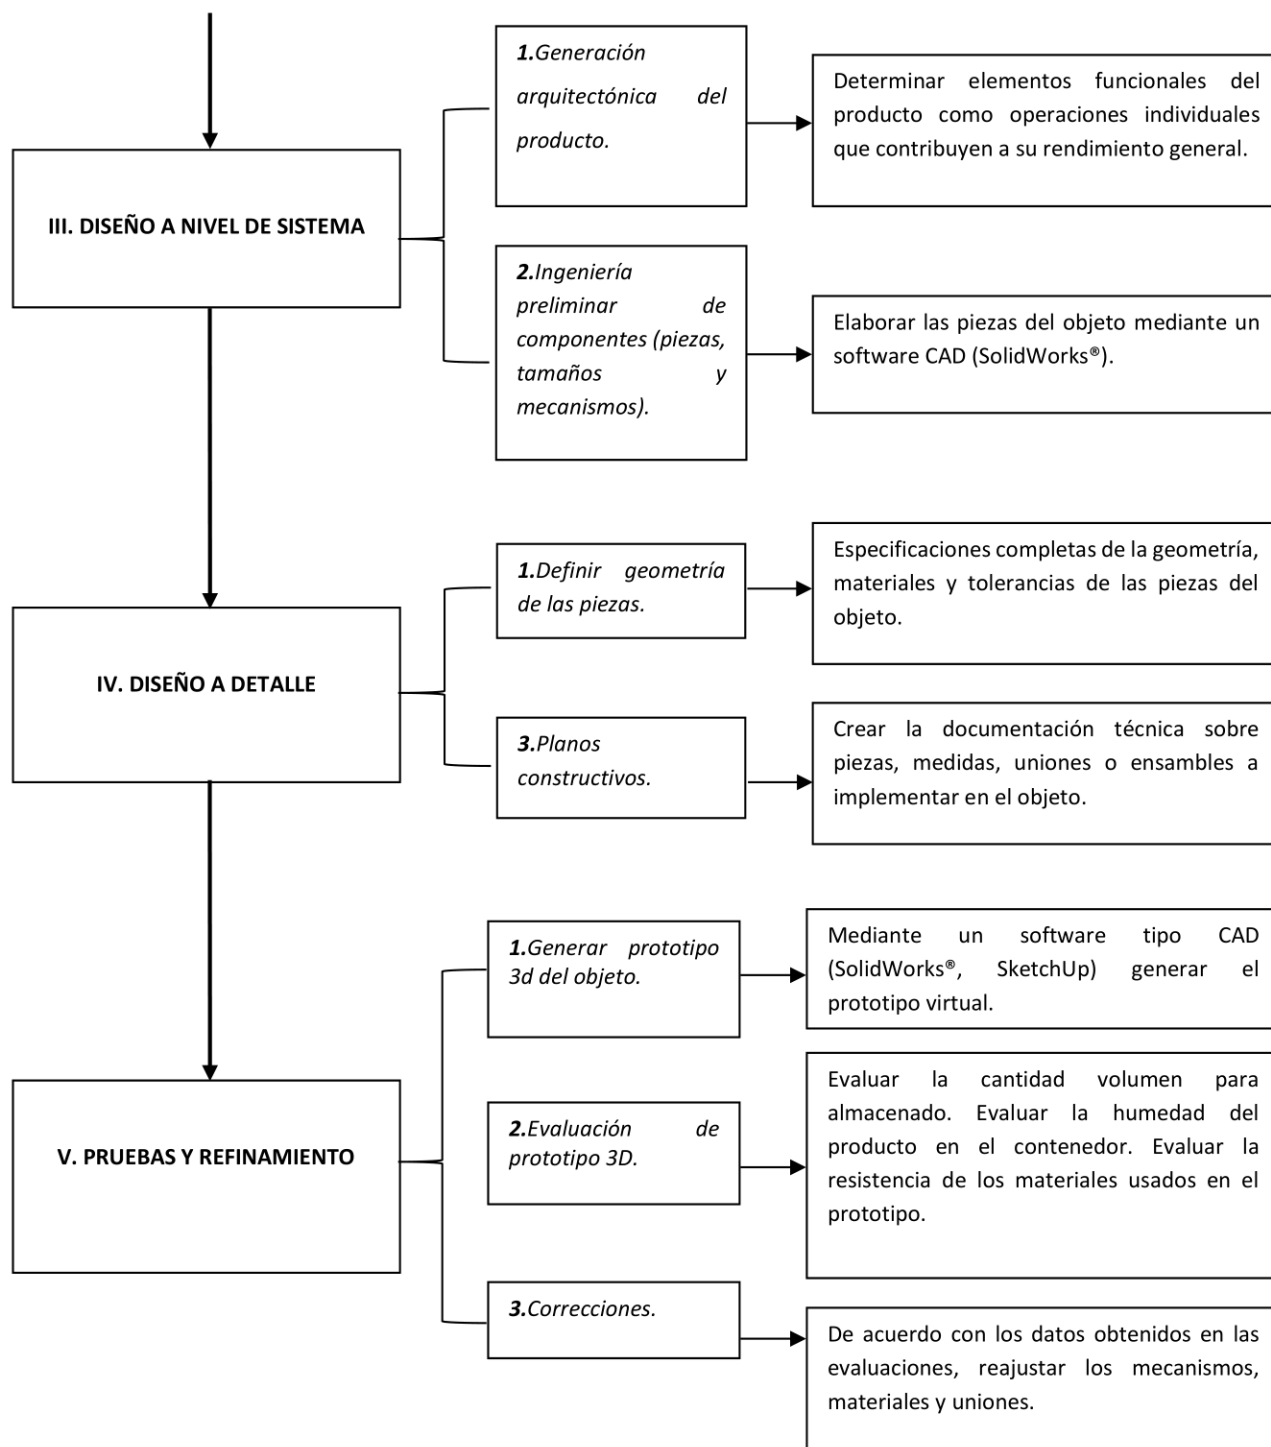 1.Generación
arquitectónica del
producto.
Determinar elementos funcionales del
producto como operaciones individuales
que contribuyen a su rendimiento general.
III. DISEÑO A NIVEL DE SISTEMA
2.Ingeniería
preliminar de
componentes (piezas,
tamaños y
mecanismos).
Elaborar las piezas del objeto mediante un
software CAD (SolidWorks®).
1.Definir geometría
de las piezas.
Especificaciones completas de la geometría,
materiales y tolerancias de las piezas del
objeto.
IV. DISEÑO A DETALLE
3.Planos
constructivos.
Crear la documentación técnica sobre
piezas, medidas, uniones o ensambles a
implementar en el objeto.
1.Generar prototipo
3d del objeto.
Mediante un software tipo CAD
(SolidWorks®, SketchUp) generar el
prototipo virtual.
V. PRUEBAS Y REFINAMIENTO
2.Evaluación de
prototipo 3D.
Evaluar la cantidad volumen para
almacenado. Evaluar la humedad del
producto en el contenedor. Evaluar la
resistencia de los materiales usados en el
prototipo.
3.Correcciones.
De acuerdo con los datos obtenidos en las
evaluaciones, reajustar los mecanismos,
materiales y uniones.